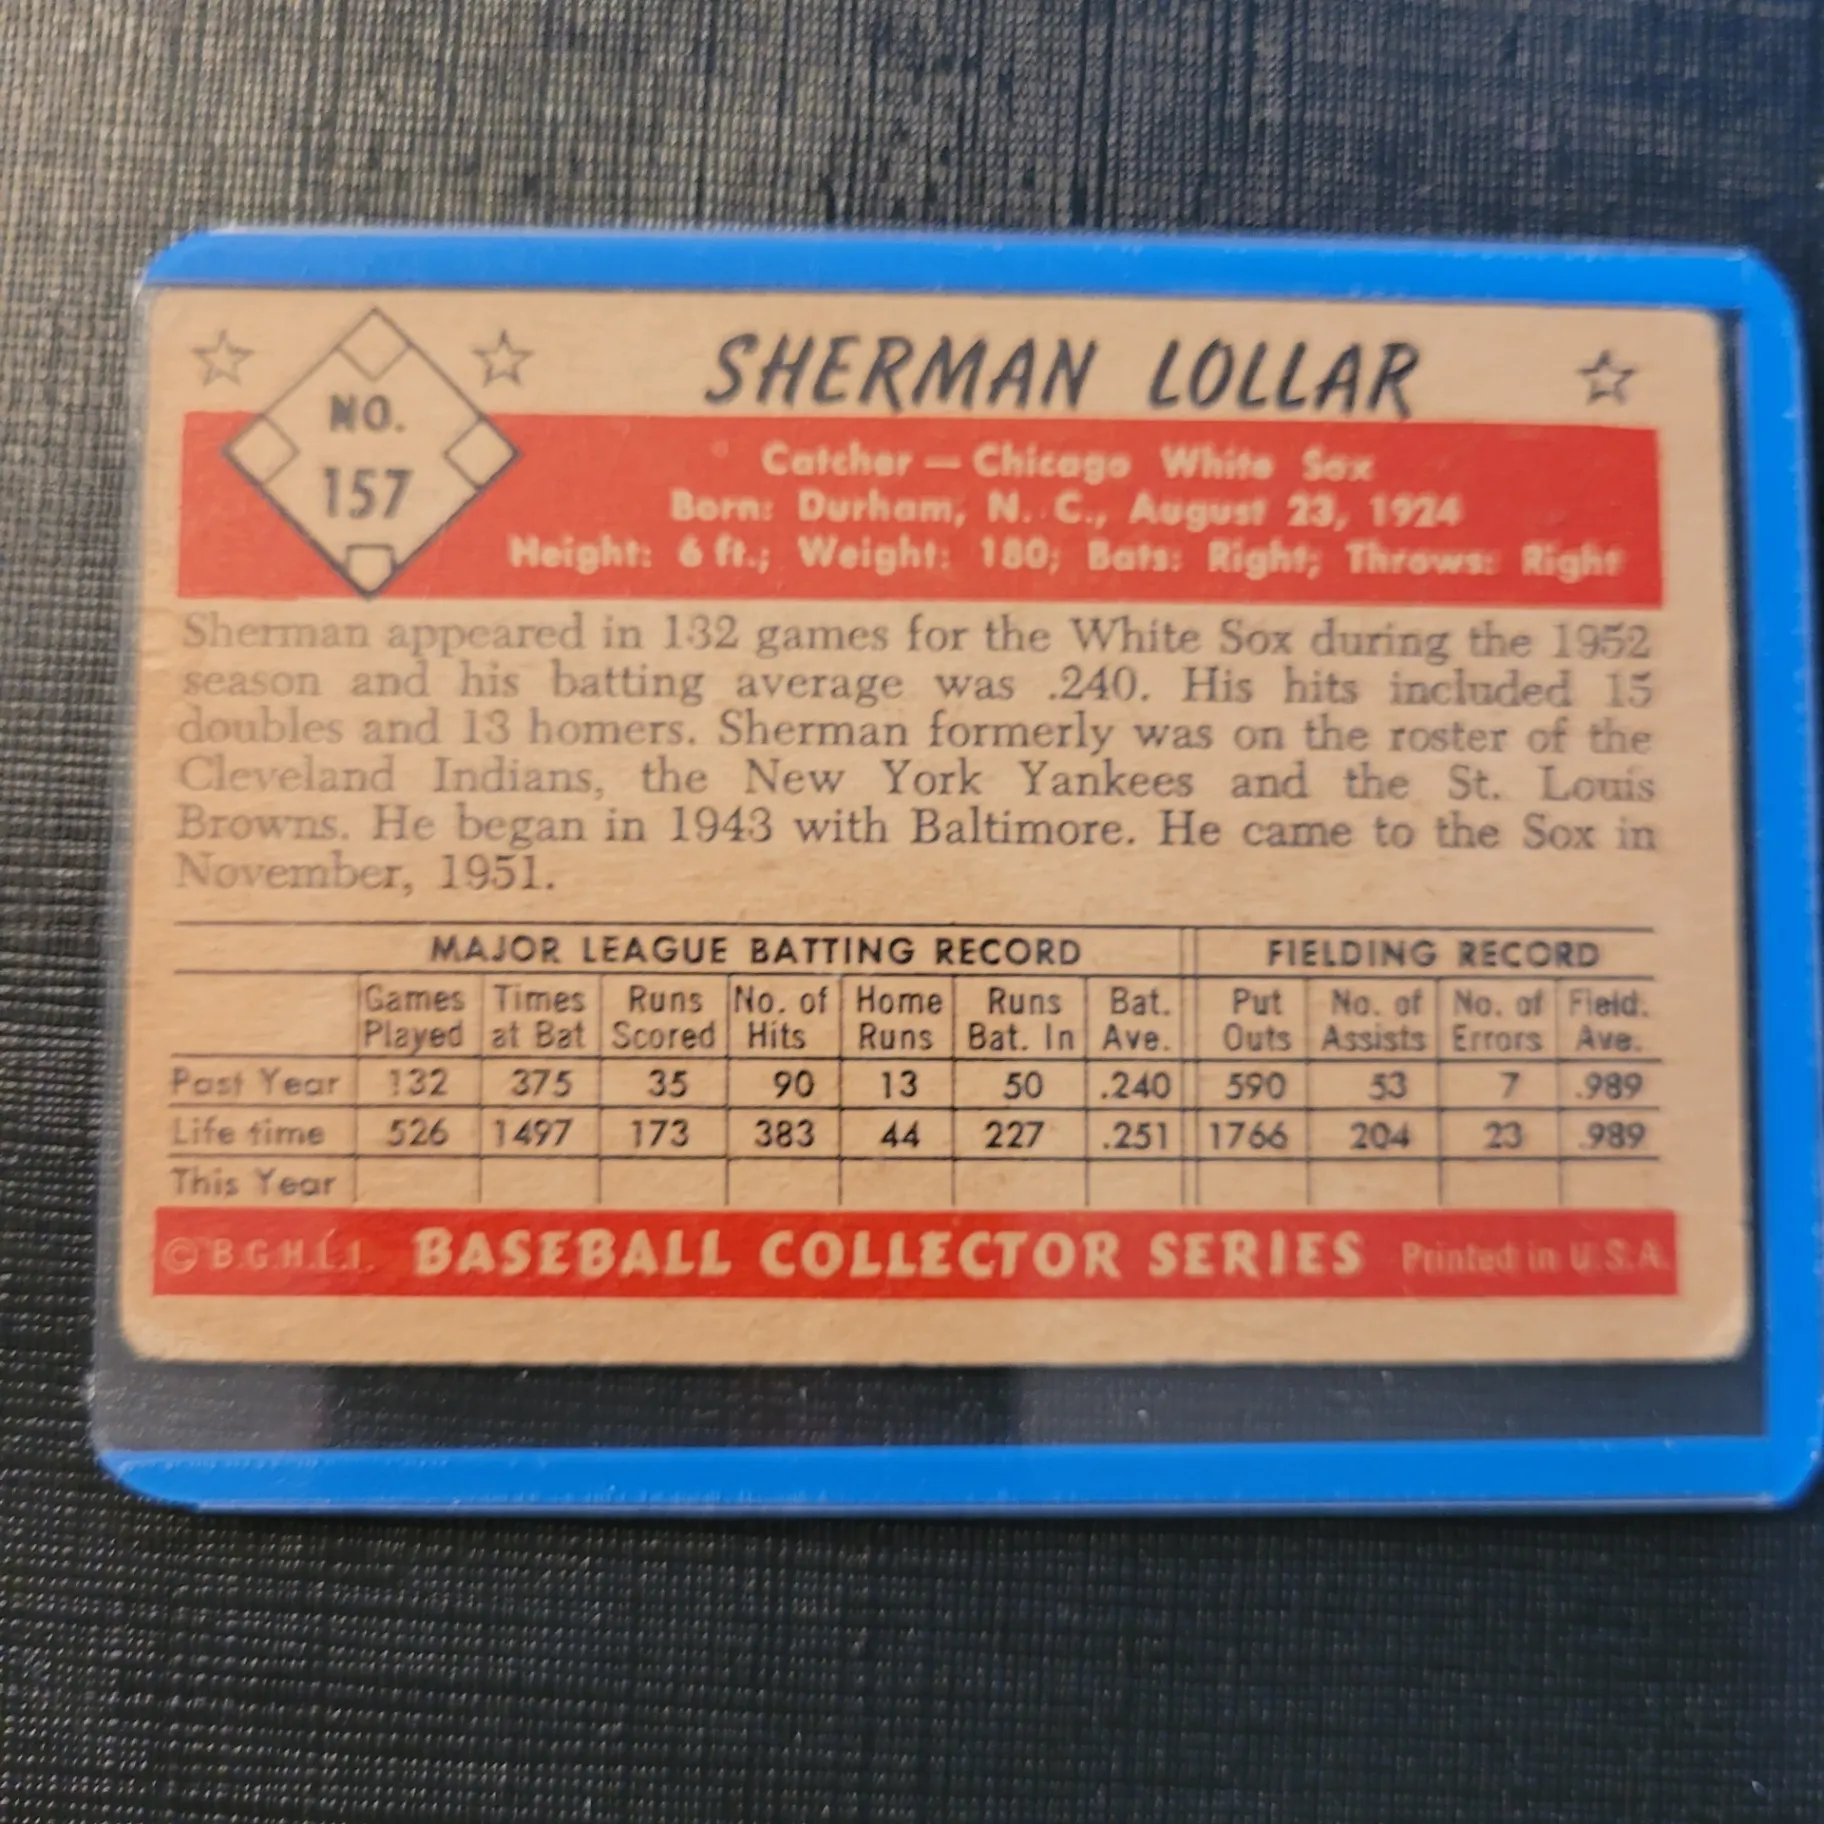 SHERMAN LOLLAR
NO.
157
Catcher — Chicago White Sox
Born: Durham, N. C., August 23, 1924
Height: 6 ft.; Weight: 180; Bats: Right; Throws: Right
Sherman appeared in 132 games for the White Sox during the 1952
season and his batting average was .240. His hits included 15
doubles and 13 homers. Sherman formerly was on the roster of the
Cleveland Indians, the New York Yankees and the St. Louis
Browns. He began in 1943 with Baltimore. He came to the Sox in
November, 1951.
MAJOR LEAGUE BATTING RECORD FIELDING RECORD
Games Times Runs No. of Home Runs Bat. Put No. of No. of Field.
Played at Bat Scored Hits Runs Bat. In Ave. Outs Assists Errors Ave.
Past Year 132 375 35 90 13 50 .240 590 53 7 .989
Life time 526 1497 173 383 44 227 .251 1766 204 23 .989
This Year
© B.G.H.L.I. BASEBALL COLLECTOR SERIES Printed in U.S.A.